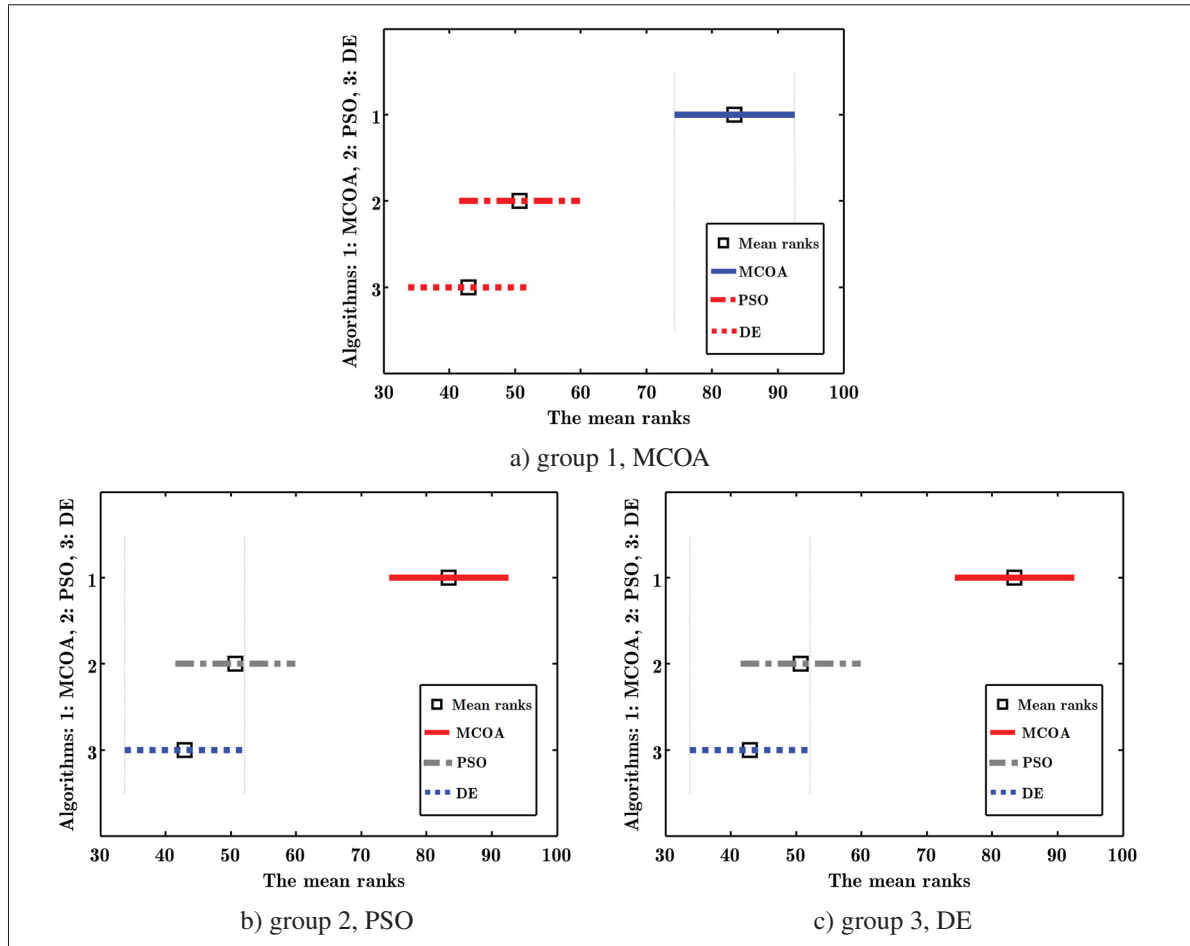 Algorithms: 1: MCOA, 2: PSO, 3: DE
1
2
3
Mean ranks
MCOA
PSO
DE
30 40 50 60 70 80 90 100
The mean ranks
a) group 1, MCOA
Algorithms: 1: MCOA, 2: PSO, 3: DE
1
2
3
Mean ranks
MCOA
PSO
DE
30 40 50 60 70 80 90 100
The mean ranks
b) group 2, PSO
Algorithms: 1: MCOA, 2: PSO, 3: DE
1
2
3
Mean ranks
MCOA
PSO
DE
30 40 50 60 70 80 90 100
The mean ranks
c) group 3, DE